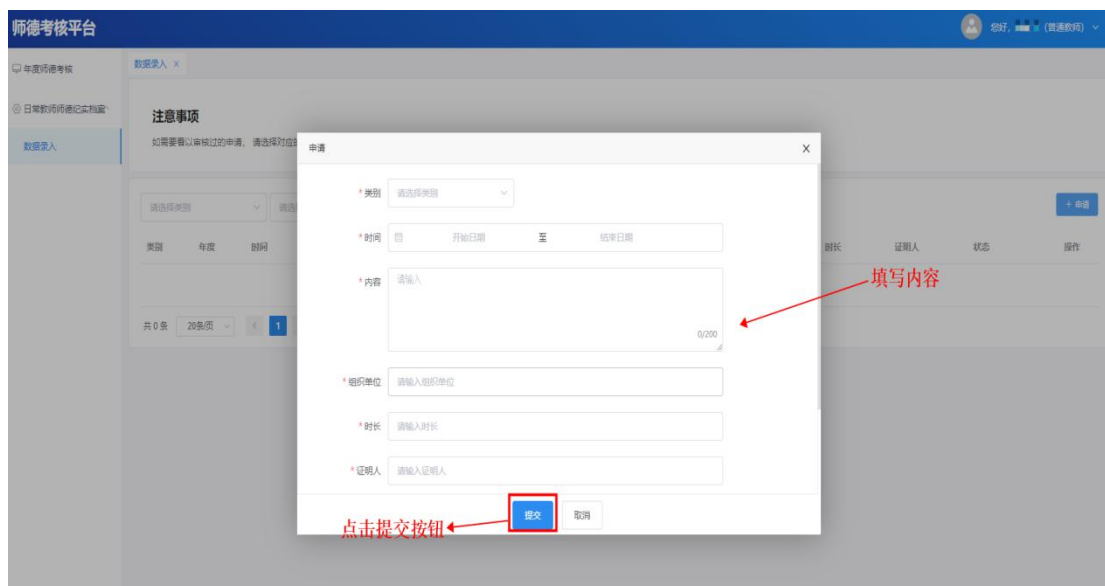 师德考核平台
您好, (普通教师)
年度师德考核
日常教师师德纪实档案
数据录入
数据录入 ×
注意事项
如需要看以审核过的申请, 请选择对应的
请选择类别
请选
+ 申请
类别 年度 时间 时长 证明人 状态 操作
共 0 条 20条/页 < 1
申请 X
* 类别 请选择类别
* 时间 开始日期 至 结束日期
* 内容 请输入
0/200
填写内容
* 组织单位 请输入组织单位
* 时长 请输入时长
* 证明人 请输入证明人
提交 取消
点击提交按钮